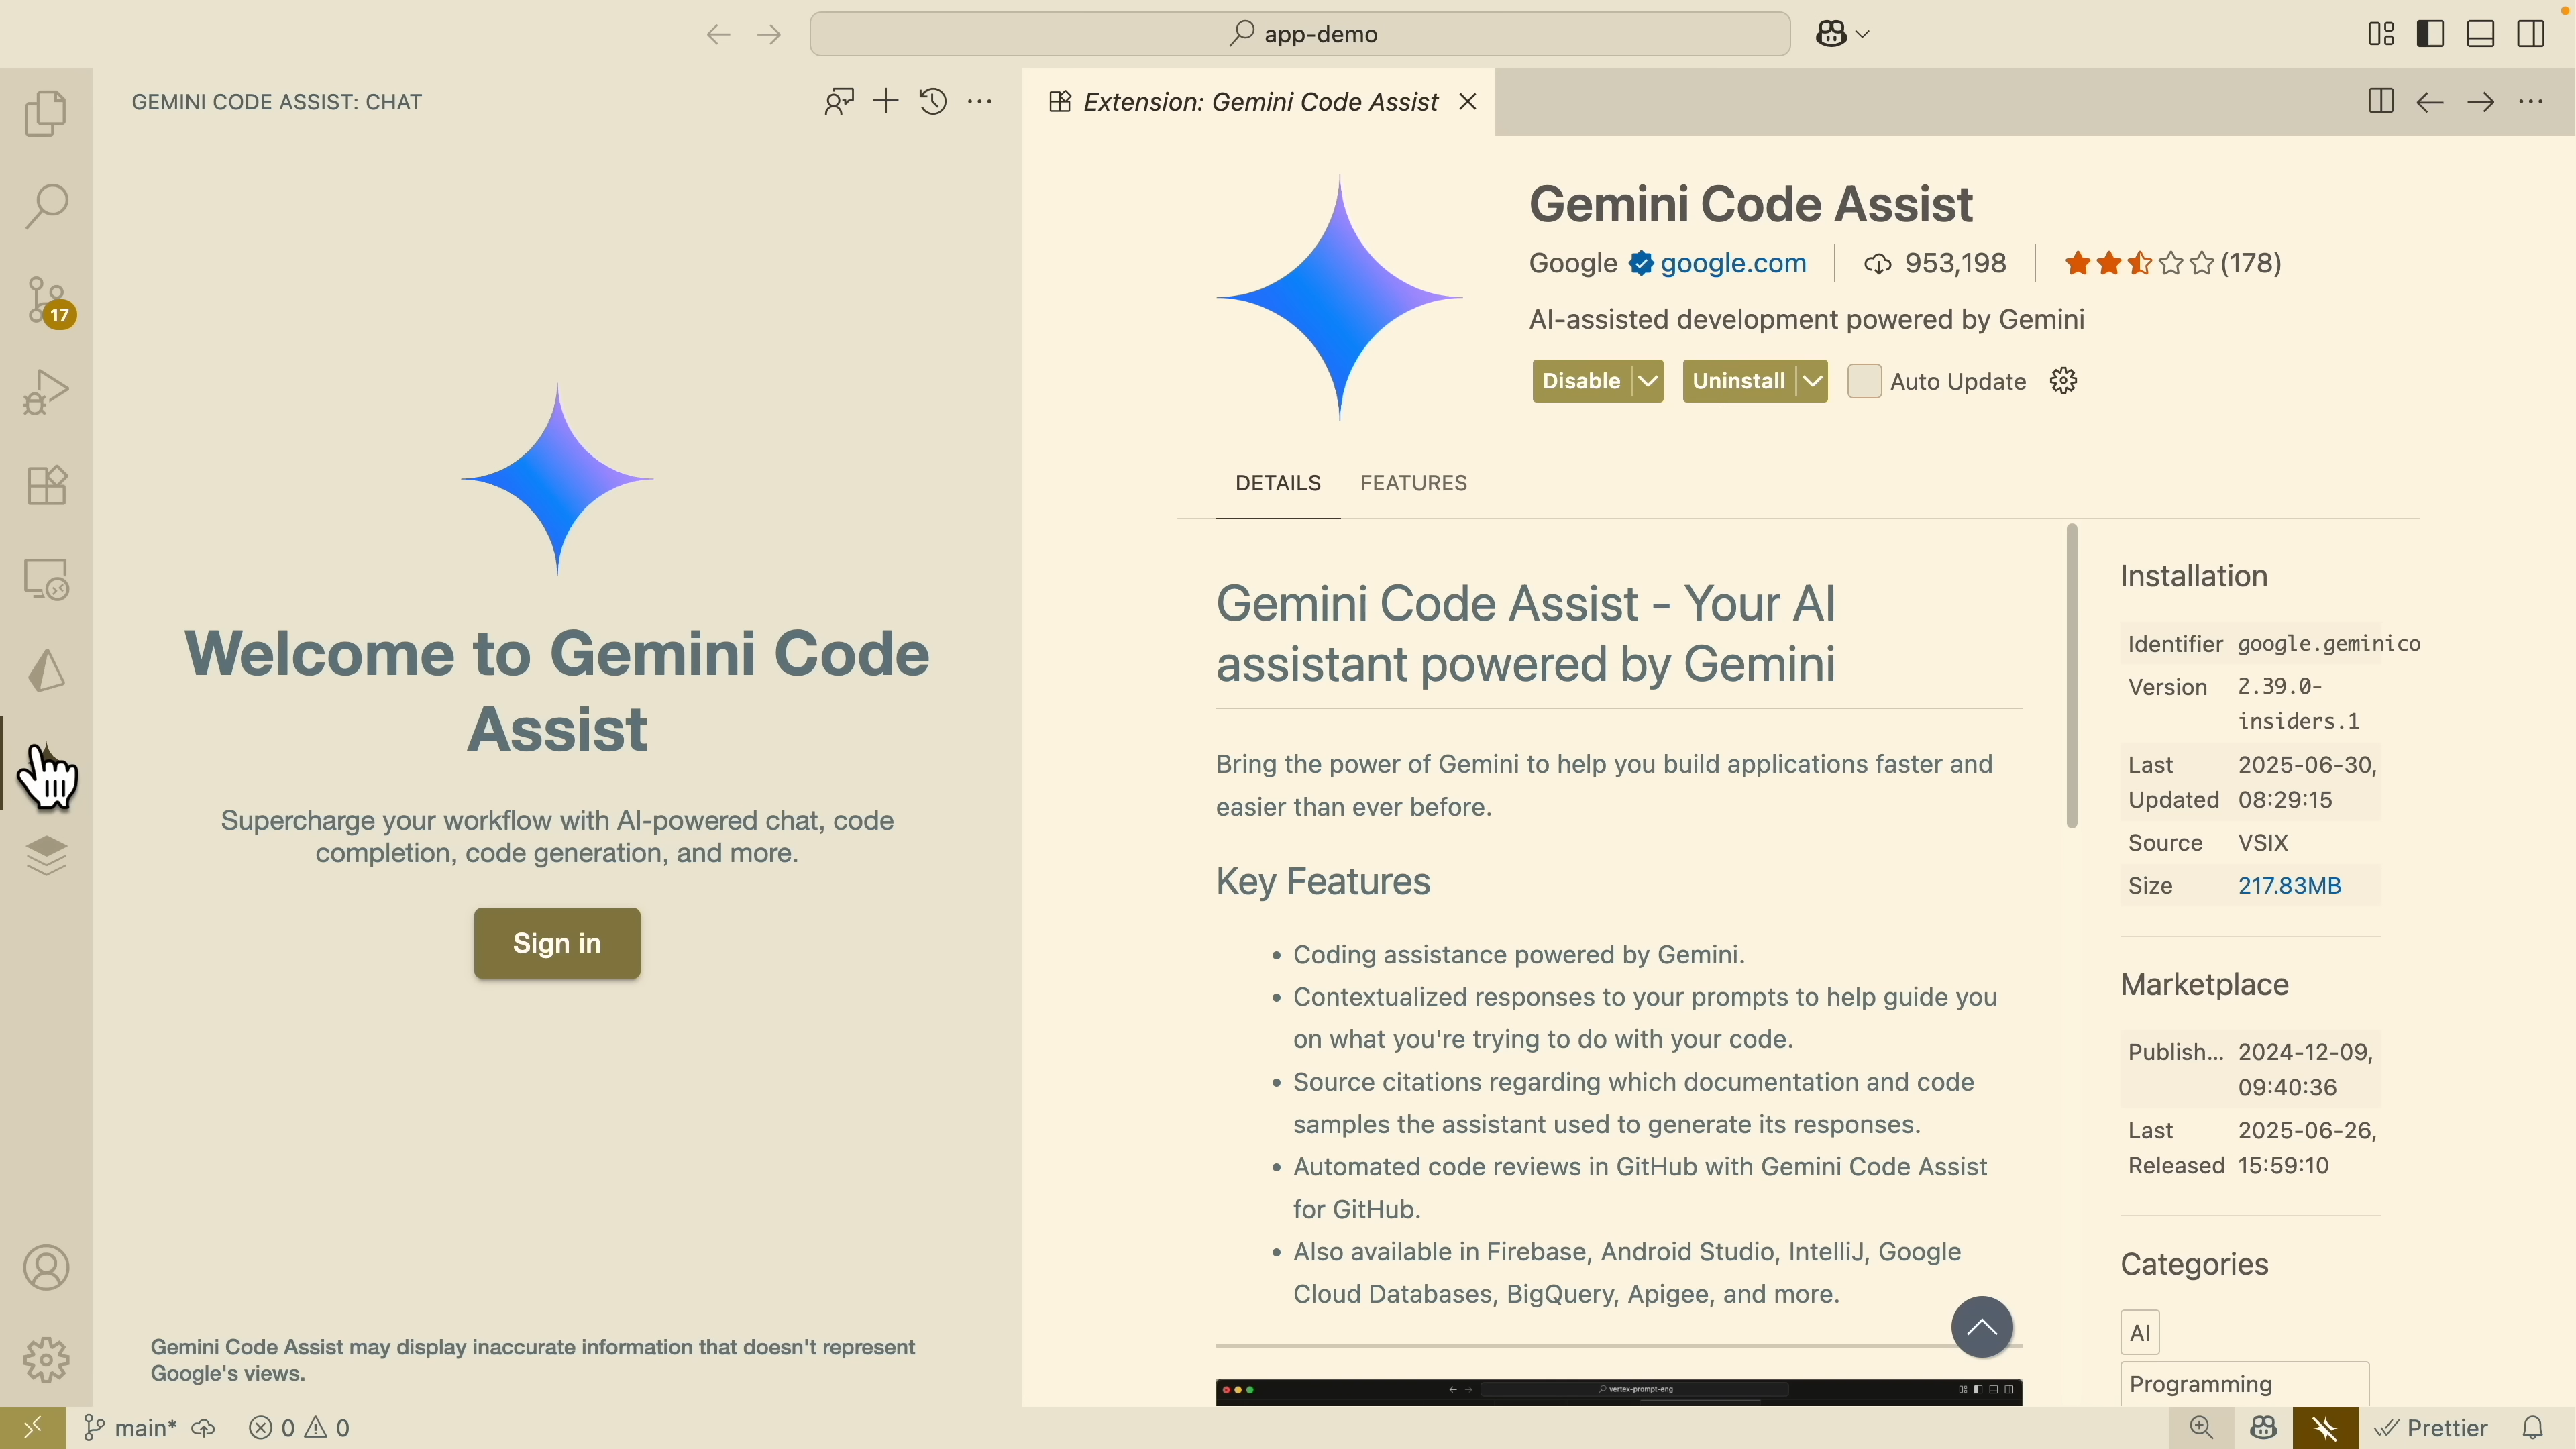 app-demo
GEMINI CODE ASSIST: CHAT
Extension: Gemini Code Assist
17
Welcome to Gemini Code
Assist
Supercharge your workflow with AI-powered chat, code
completion, code generation, and more.
Sign in
Gemini Code Assist may display inaccurate information that doesn't represent
Google's views.
Gemini Code Assist
Google google.com 953,198 (178)
AI-assisted development powered by Gemini
Disable Uninstall Auto Update
DETAILS FEATURES
Gemini Code Assist - Your AI
assistant powered by Gemini
Bring the power of Gemini to help you build applications faster and
easier than ever before.
Key Features
• Coding assistance powered by Gemini.
• Contextualized responses to your prompts to help guide you
on what you're trying to do with your code.
• Source citations regarding which documentation and code
samples the assistant used to generate its responses.
• Automated code reviews in GitHub with Gemini Code Assist
for GitHub.
• Also available in Firebase, Android Studio, IntelliJ, Google
Cloud Databases, BigQuery, Apigee, and more.
vertex-prompt-eng
Installation
Identifier google.geminico
Version 2.39.0-
insiders.1
Last 2025-06-30,
Updated 08:29:15
Source VSIX
Size 217.83MB
Marketplace
Publish... 2024-12-09,
09:40:36
Last 2025-06-26,
Released 15:59:10
Categories
AI
Programming
main* 0 0
Prettier